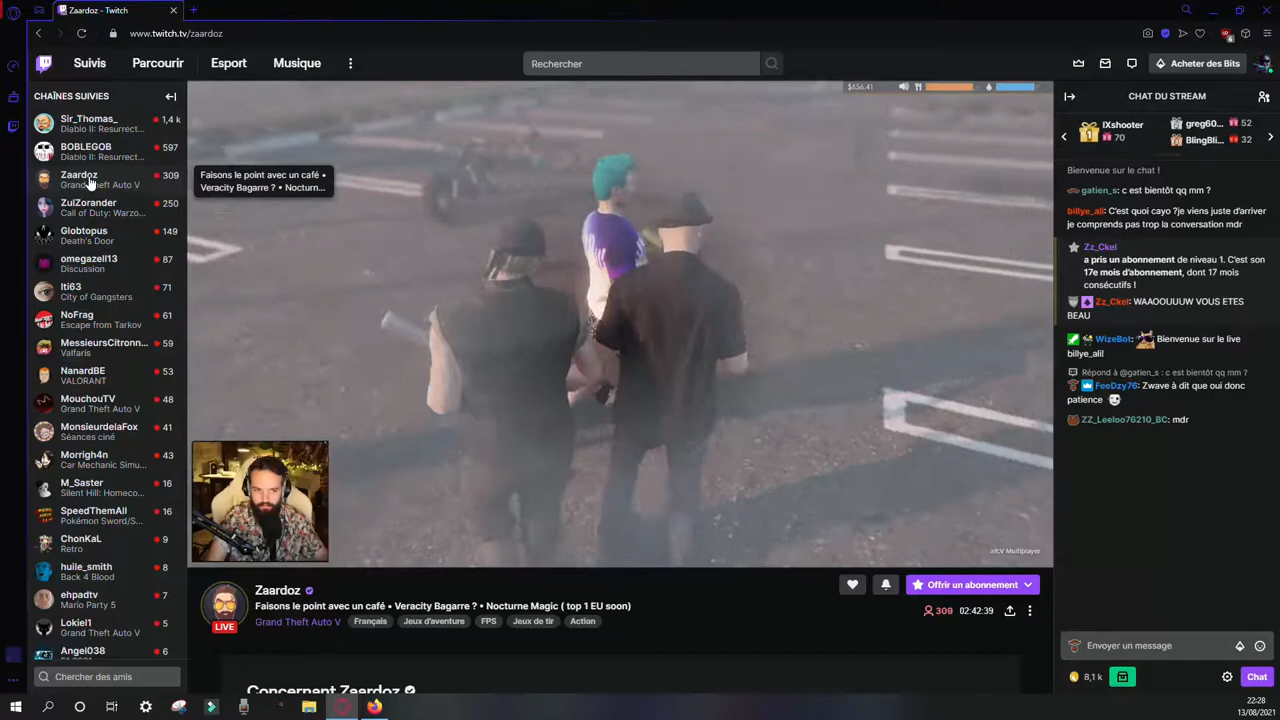 Zaardoz - Twitch
www.twitch.tv/zaardoz
6
Suivis
Parcourir
Esport
Musique
Rechercher
Acheter des Bits
CHAÎNES SUIVIES
Sir_Thomas_
1,4 k
Diablo II: Resurrect...
BOBLEGOB
597
Diablo II: Resurrect...
Zaardoz
309
Grand Theft Auto V
ZulZorander
250
Call of Duty: Warzo...
Globtopus
149
Death's Door
omegazell13
87
Discussion
Iti63
71
City of Gangsters
NoFrag
61
Escape from Tarkov
MessieursCitronn...
59
Valfaris
NanardBE
53
VALORANT
MouchouTV
48
Grand Theft Auto V
MonsieurdelaFox
41
Séances ciné
Morrigh4n
43
Car Mechanic Simu...
M_Saster
16
Silent Hill: Homeco...
SpeedThemAll
16
Pokémon Sword/S...
ChonKaL
9
Retro
huile_smith
8
Back 4 Blood
ehpadtv
7
Mario Party 5
Lokiel1
7
Grand Theft Auto V
Angel038
6
Chercher des amis
Faisons le point avec un café •
Veracity Bagarre ? • Nocturn...
$656.41
alt:V Multiplayer
LIVE
Zaardoz
Faisons le point avec un café • Veracity Bagarre ? • Nocturne Magic ( top 1 EU soon)
Grand Theft Auto V
Français
Jeux d'aventure
FPS
Jeux de tir
Action
Offrir un abonnement
309
02:42:39
Concernant Zaardoz
CHAT DU STREAM
1
IXshooter
70
greg60...
52
BlingBli...
32
Bienvenue sur le chat !
gatien_s: c est bientôt qq mm ?
billye_ali: C'est quoi cayo ?je viens juste d'arriver
je comprends pas trop la conversation mdr
Zz_Ckel
a pris un abonnement de niveau 1. C'est son
17e mois d'abonnement, dont 17 mois
consécutifs !
Zz_Ckel: WAAOOUUUW VOUS ETES
BEAU
WizeBot: Bienvenue sur le live
billye_ali!
Répond à @gatien_s : c est bientôt qq mm ?
FeeDzy76: Zwave à dit que oui donc
patience
ZZ_Leeloo76210_BC: mdr
Envoyer un message
8,1 k
Chat
22:28
13/08/2021